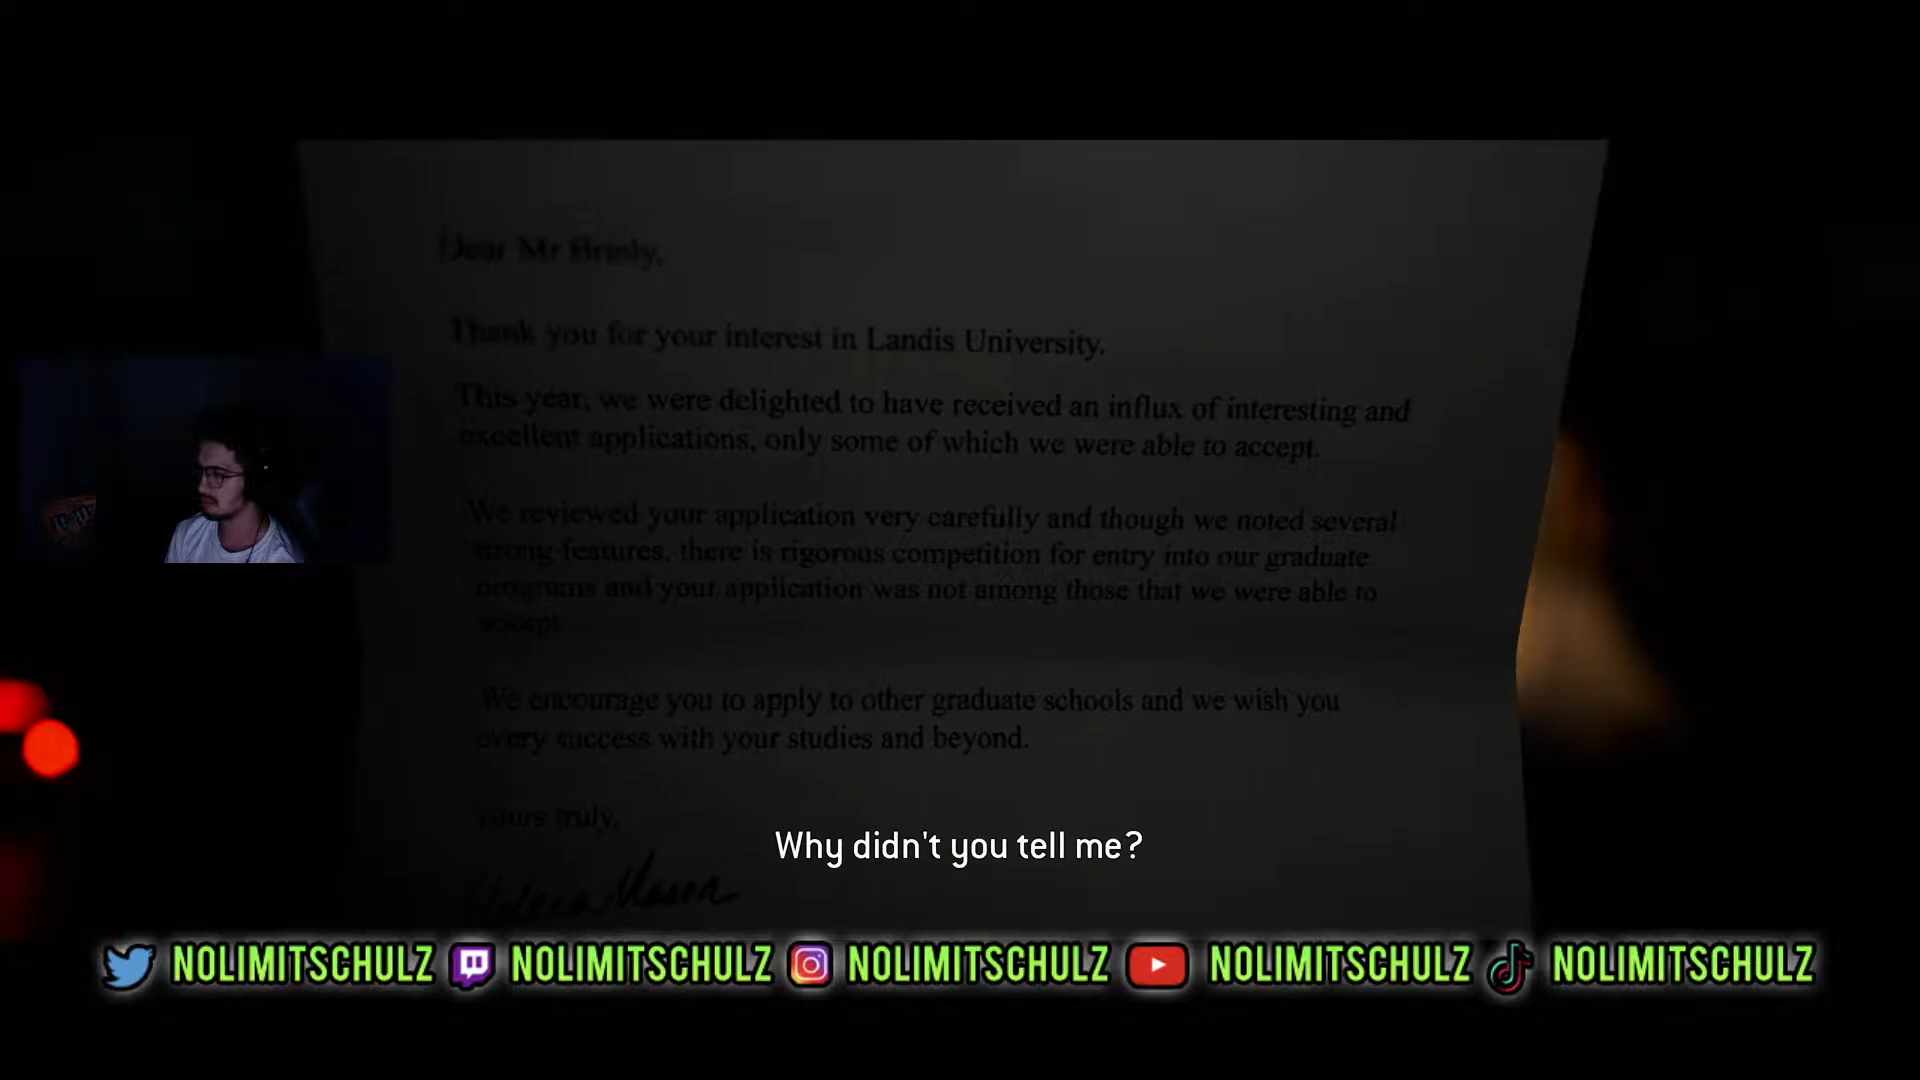 Dear Mr Brinly,
Thank you for your interest in Landis University.
This year, we were delighted to have received an influx of interesting and
excellent applications, only some of which we were able to accept.
We reviewed your application very carefully and though we noted several
strong features, there is rigorous competition for entry into our graduate
programs and your application was not among those that we were able to
accept
We encourage you to apply to other graduate schools and we wish you
every success with your studies and beyond.
Yours truly,
Why didn't you tell me?
NOLIMITSCHULZ NOLIMITSCHULZ NOLIMITSCHULZ NOLIMITSCHULZ NOLIMITSCHULZ